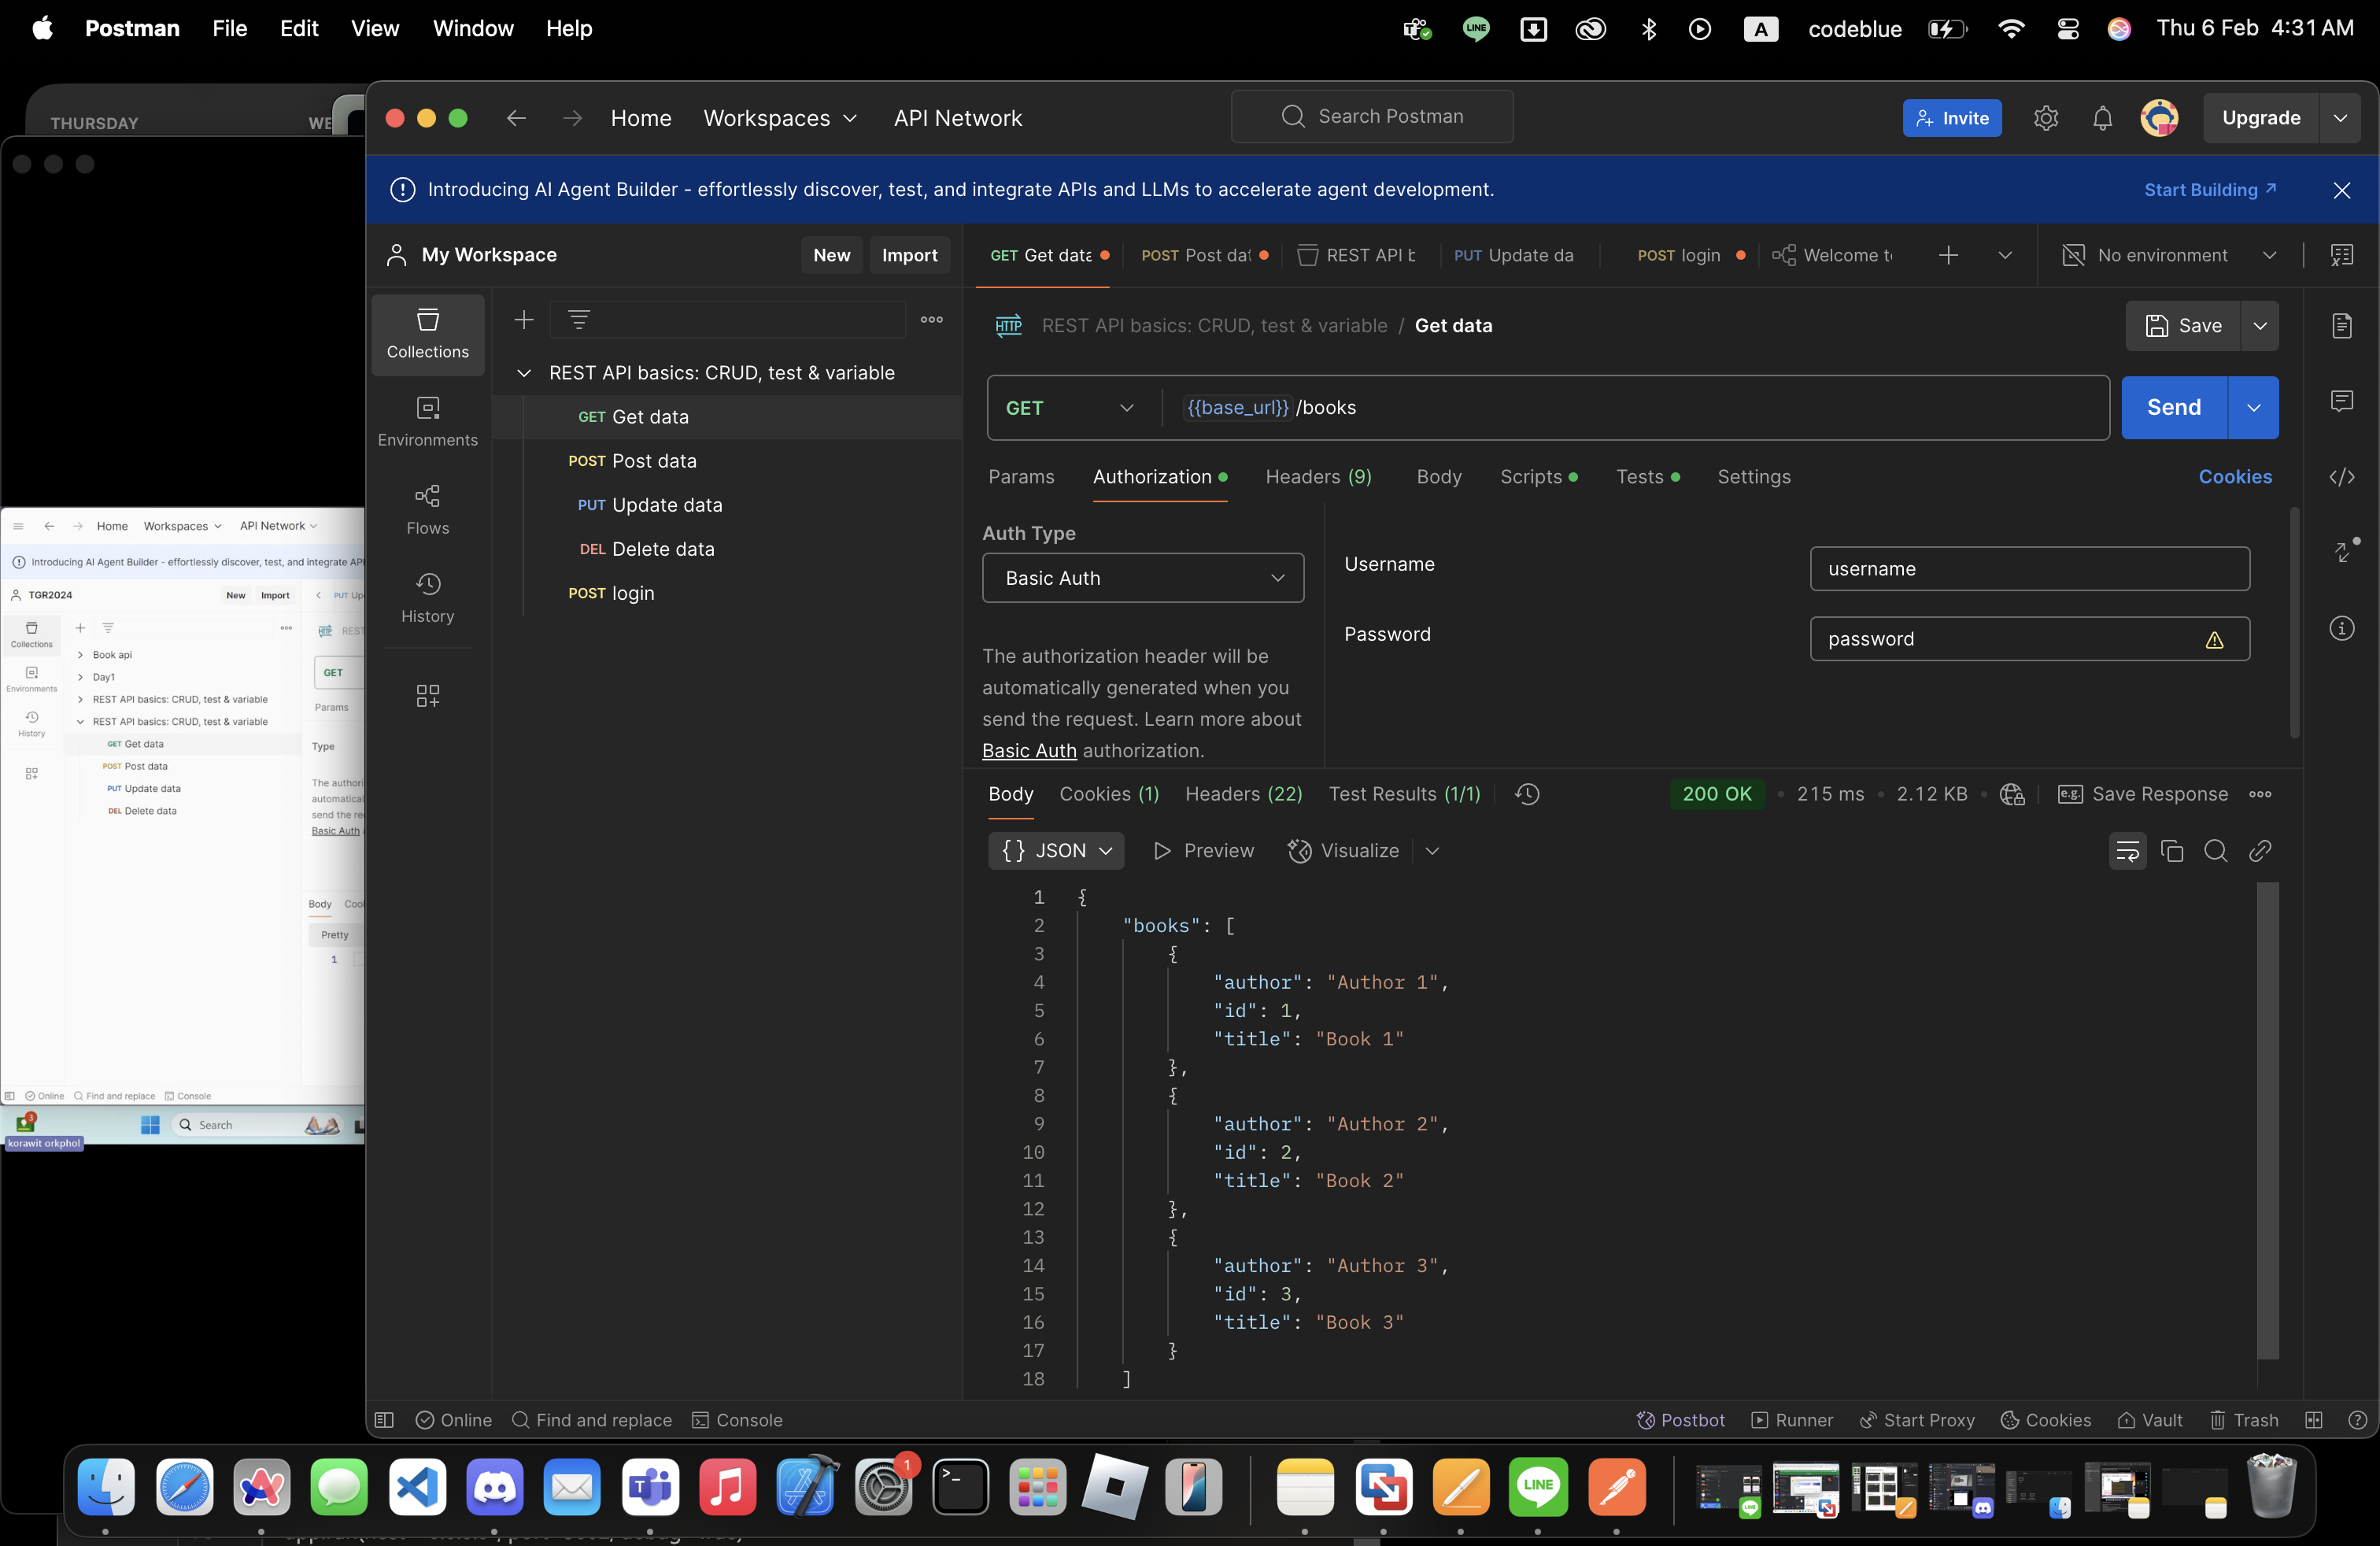 Postman File Edit View Window Help
LINE A codeblue Thu 6 Feb 4:31 AM
THURSDAY WE
Home Workspaces API Network Search Postman Invite Upgrade
Introducing AI Agent Builder - effortlessly discover, test, and integrate APIs and LLMs to accelerate agent development. Start Building
My Workspace New Import
GET Get data POST Post dat REST API b PUT Update da POST login Welcome to No environment
Collections
Environments
Flows
History
REST API basics: CRUD, test & variable
GET Get data
POST Post data
PUT Update data
DEL Delete data
POST login
HTTP REST API basics: CRUD, test & variable / Get data Save
GET {{base_url}} /books Send
Params Authorization Headers (9) Body Scripts Tests Settings Cookies
Auth Type
Basic Auth
The authorization header will be
automatically generated when you
send the request. Learn more about
Basic Auth authorization.
Username username
Password password
Body Cookies (1) Headers (22) Test Results (1/1) 200 OK 215 ms 2.12 KB e.g. Save Response
{} JSON Preview Visualize
1 {
2 "books": [
3 {
4 "author": "Author 1",
5 "id": 1,
6 "title": "Book 1"
7 },
8 {
9 "author": "Author 2",
10 "id": 2,
11 "title": "Book 2"
12 },
13 {
14 "author": "Author 3",
15 "id": 3,
16 "title": "Book 3"
17 }
18 ]
Online Find and replace Console Postbot Runner Start Proxy Cookies Vault Trash
Home Workspaces API Network
Introducing AI Agent Builder - effortlessly discover, test, and integrate API
TGR2024 New Import PUT Up
Collections
Environments
History
Book api
Day1
REST API basics: CRUD, test & variable
REST API basics: CRUD, test & variable
GET Get data
POST Post data
PUT Update data
DEL Delete data
HTTP REST
GET
Params
Type
The authori
automatical
send the re
Basic Auth
Body Cool
Pretty
1
Online Find and replace Console
3 Search
korawit orkphol
1
LINE